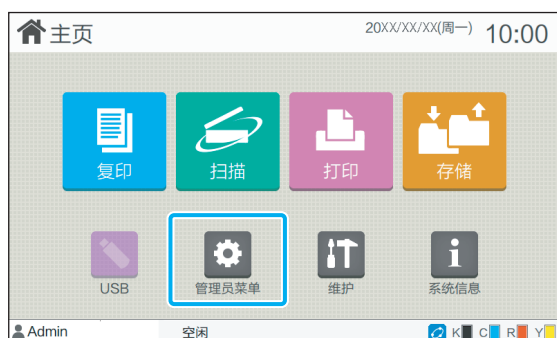 主页 20XX/XX/XX(周一) 10:00
复印 扫描 打印 存储
USB 管理员菜单 维护 系统信息
Admin 空闲 K C R Y